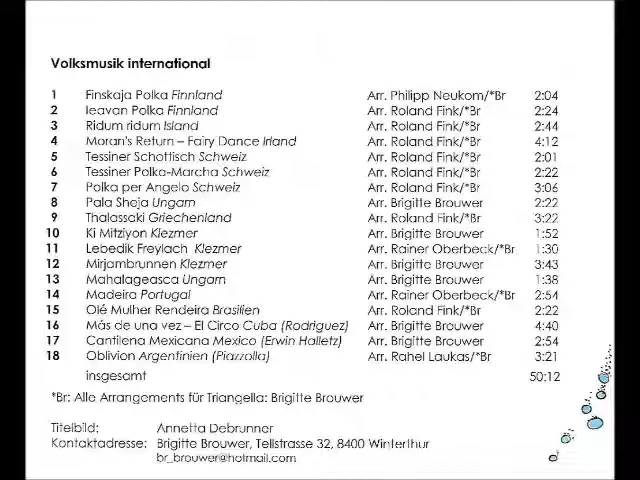 Volksmusik international
1 Finskaja Polka Finnland Arr. Philipp Neukom/*Br 2:04
2 Ieavan Polka Finnland Arr. Roland Fink/*Br 2:24
3 Ridum ridum Island Arr. Roland Fink/*Br 2:44
4 Moran's Return – Fairy Dance Irland Arr. Roland Fink/*Br 4:12
5 Tessiner Schottisch Schweiz Arr. Roland Fink/*Br 2:01
6 Tessiner Polka-Marcha Schweiz Arr. Roland Fink/*Br 2:22
7 Polka per Angelo Schweiz Arr. Roland Fink/*Br 3:06
8 Pala Sheja Ungarn Arr. Brigitte Brouwer 2:22
9 Thalassaki Griechenland Arr. Roland Fink/*Br 3:22
10 Ki Mitziyon Klezmer Arr. Brigitte Brouwer 1:52
11 Lebedik Freylach Klezmer Arr. Rainer Oberbeck/*Br 1:30
12 Mirjambrunnen Klezmer Arr. Brigitte Brouwer 3:43
13 Mahalageasca Ungarn Arr. Brigitte Brouwer 1:38
14 Madeira Portugal Arr. Rainer Oberbeck/*Br 2:54
15 Olé Mulher Rendeira Brasilien Arr. Roland Fink/*Br 2:22
16 Más de una vez – El Circo Cuba (Rodriguez) Arr. Brigitte Brouwer 4:40
17 Cantilena Mexicana Mexico (Erwin Halletz) Arr. Brigitte Brouwer 2:54
18 Oblivion Argentinien (Piazzolla) Arr. Rahel Laukas/*Br 3:21
insgesamt 50:12
*Br: Alle Arrangements für Triangella: Brigitte Brouwer
Titelbild: Annetta Debrunner
Kontaktadresse: Brigitte Brouwer, Tellstrasse 32, 8400 Winterthur
br_brouwer@hotmail.com